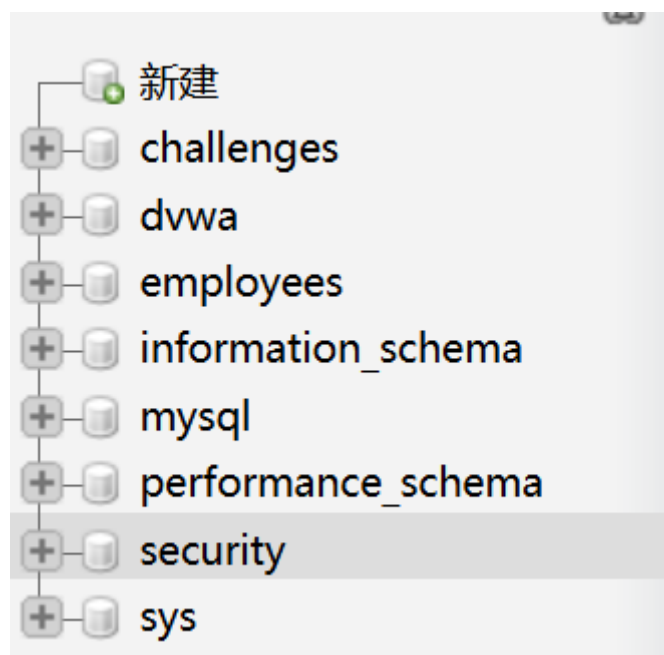 新建
challenges
dvwa
employees
information_schema
mysql
performance_schema
security
sys